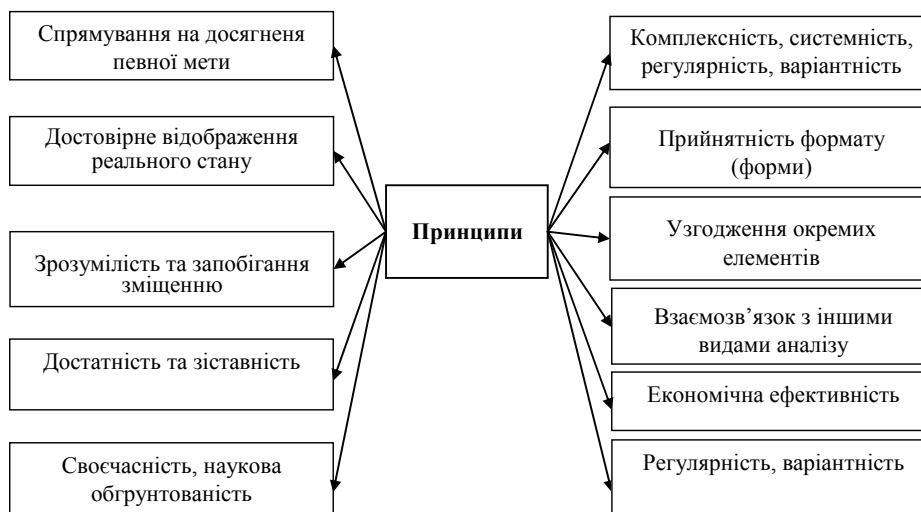 Спрямування на досягненя
певної мети
Достовірне відображення
реального стану
Зрозумілість та запобігання
зміщенню
Достатність та зіставність
Своєчасність, наукова
обгрунтованість
Принципи
Комплексність, системність,
регулярність, варіантність
Прийнятність формату
(форми)
Узгодження окремих
елементів
Взаємозв’язок з іншими
видами аналізу
Економічна ефективність
Регулярність, варіантність